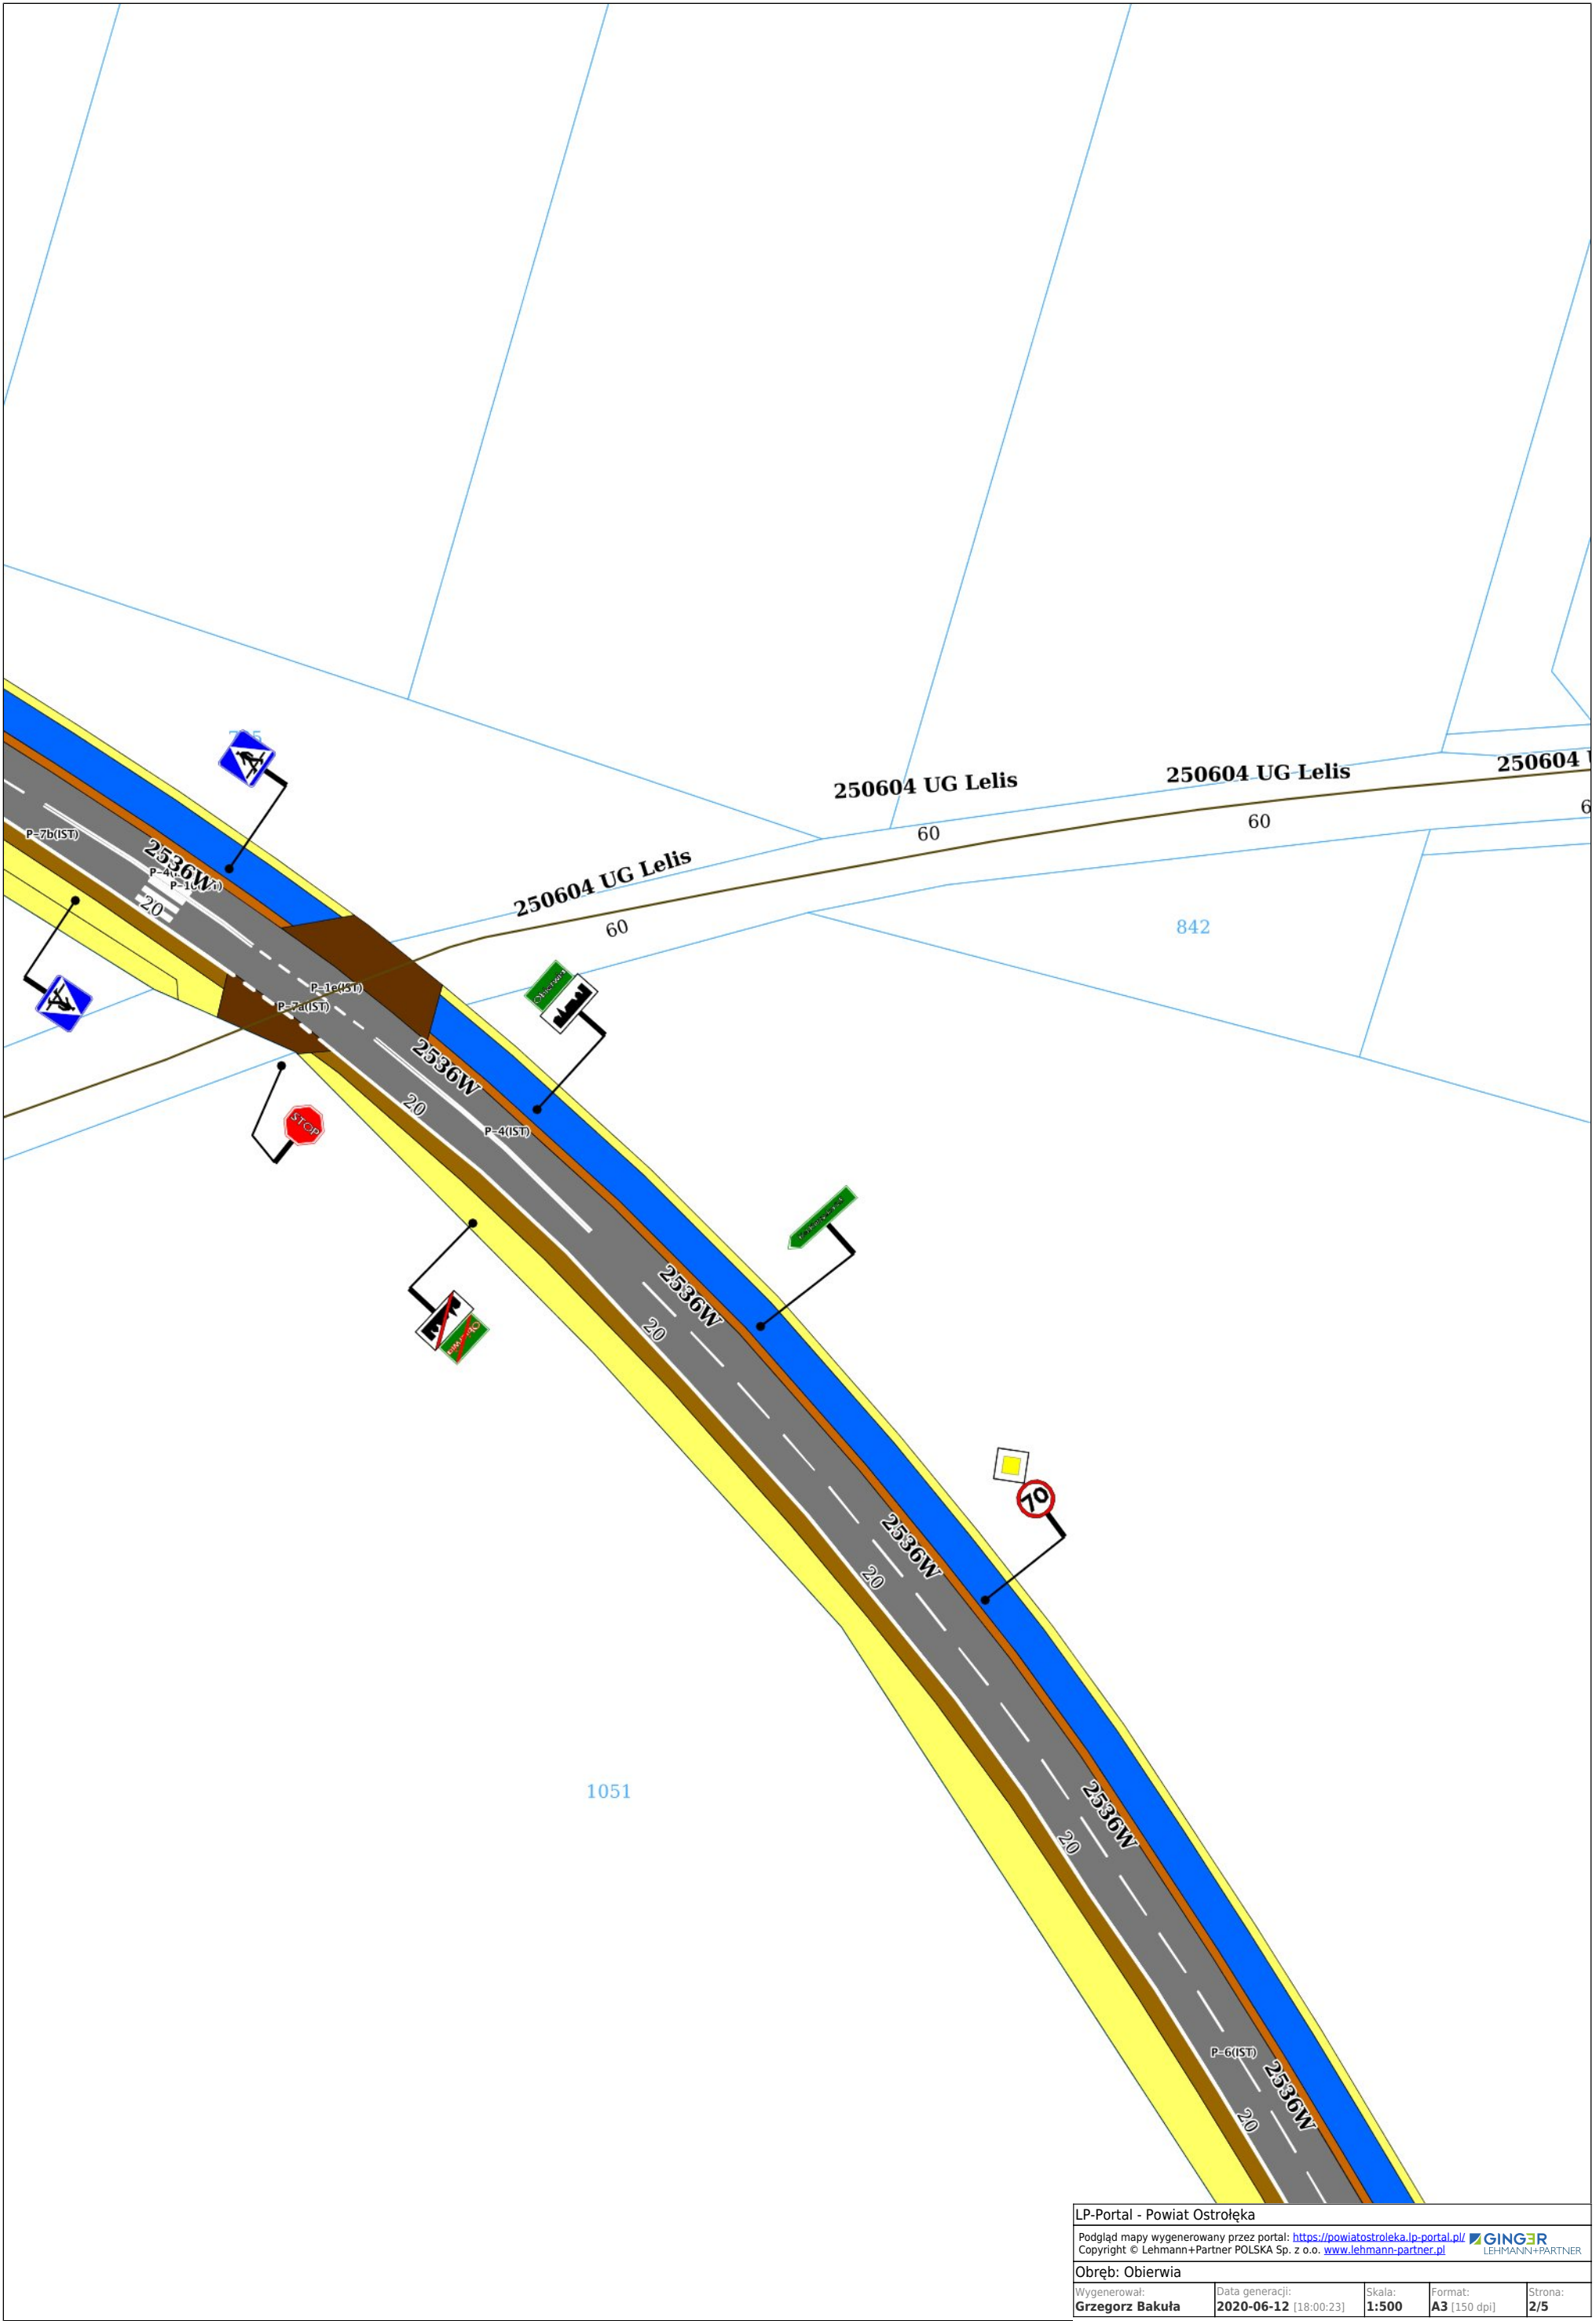 250604 UG Lelis
250604 UG Lelis
250604
60
60
250604 UG Lelis
60
P-7b(IST)
2536W
20
842
P-1e(IST)
P-7a(IST)
Obierwia
2536W
20
P-4(IST)
STOP
2536W
20
70
2536W
20
1051
2536W
20
P-6(IST)
2536W
20
LP-Portal - Powiat Ostrołęka
Podgląd mapy wygenerowany przez portal: https://powiatostroleka.lp-portal.pl/
Copyright © Lehmann+Partner POLSKA Sp. z o.o. www.lehmann-partner.pl
GINGER
LEHMANN+PARTNER
Obręb: Obierwia
Wygenerował: Data generacji: Skala: Format: Strona:
Grzegorz Bakuła 2020-06-12 [18:00:23] 1:500 A3 [150 dpi] 2/5